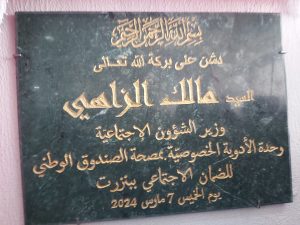 بسم الله الرحمن الرحيم
دشن على بركة الله تعالى
السيد مالك الزاهي
وزير الشؤون الاجتماعية
وحدة الأدوية الخصوصية بمصحة الصندوق الوطني
للضمان الاجتماعي ببنزرت
يوم الخميس 7 مارس 2024